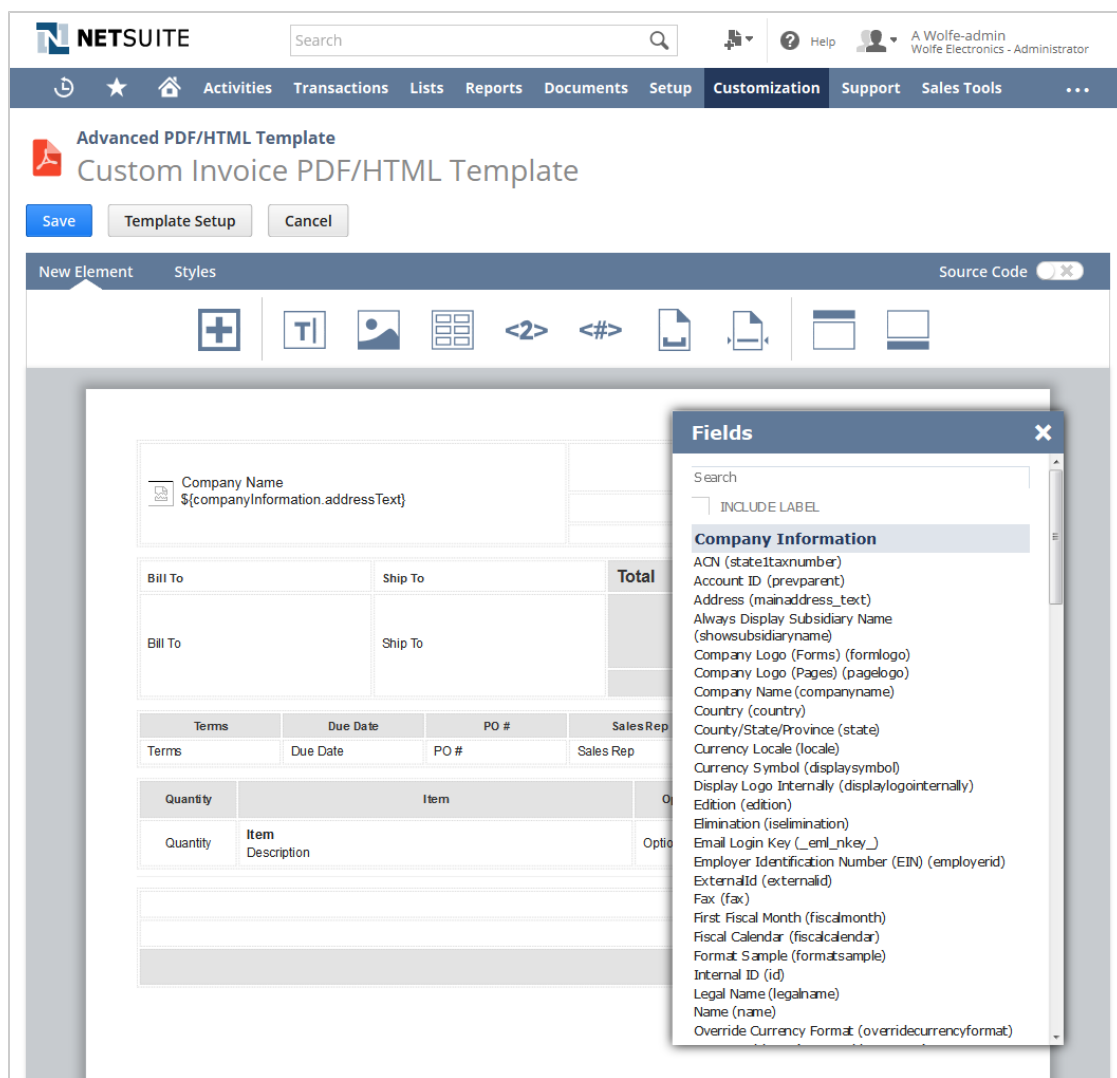 NETSUITE
Search
Help
A Wolfe-admin
Wolfe Electronics - Administrator
Activities Transactions Lists Reports Documents Setup Customization Support Sales Tools
Advanced PDF/HTML Template
Custom Invoice PDF/HTML Template
Save Template Setup Cancel
New Element Styles Source Code
T <2> <#>
Company Name
${companyInformation.addressText}
Bill To Ship To Total
Bill To Ship To
Terms Due Date PO # Sales Rep
Terms Due Date PO # Sales Rep
Quantity Item
Quantity Item
Description
Fields
Search
INCLUDE LABEL
Company Information
ACN (state1taxnumber)
Account ID (prevparent)
Address (mainaddress_text)
Always Display Subsidiary Name
(showsubsidiaryname)
Company Logo (Forms) (formlogo)
Company Logo (Pages) (pagelogo)
Company Name (companyname)
Country (country)
County/State/Province (state)
Currency Locale (locale)
Currency Symbol (displaysymbol)
Display Logo Internally (displaylogointernally)
Edition (edition)
Elimination (iselimination)
Email Login Key (_eml_nkey_)
Employer Identification Number (EIN) (employerid)
ExternalId (externalid)
Fax (fax)
First Fiscal Month (fiscalmonth)
Fiscal Calendar (fiscalcalendar)
Format Sample (formatsample)
Internal ID (id)
Legal Name (legalname)
Name (name)
Override Currency Format (overridecurrencyformat)